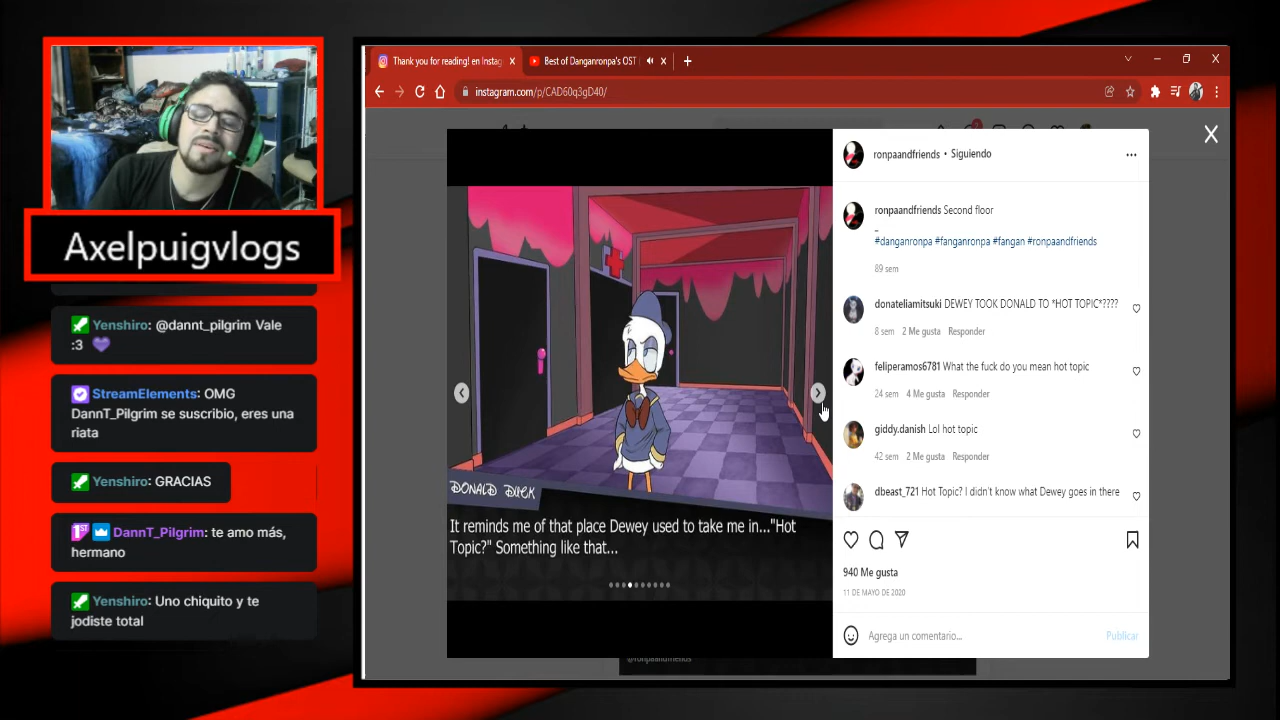 Axelpuigvlogs
Yenshiro: @dannt_pilgrim Vale
:3
StreamElements: OMG
DannT_Pilgrim se suscribio, eres una
riata
Yenshiro: GRACIAS
1ST DannT_Pilgrim: te amo más,
hermano
Yenshiro: Uno chiquito y te
jodiste total
Thank you for reading! en Instag
Best of Danganronpa's OST
instagram.com/p/CAD60q3gD40/
DONALD DUCK
It reminds me of that place Dewey used to take me in..."Hot
Topic?" Something like that...
ronpaandfriends • Siguiendo
ronpaandfriends Second floor
_
#danganronpa #fanganronpa #fangan #ronpaandfriends
89 sem
donateliamitsuki DEWEY TOOK DONALD TO *HOT TOPIC*????
8 sem 2 Me gusta Responder
feliperamos6781 What the fuck do you mean hot topic
24 sem 4 Me gusta Responder
giddy.danish Lol hot topic
42 sem 2 Me gusta Responder
dbeast_721 Hot Topic? I didn't know what Dewey goes in there
940 Me gusta
11 DE MAYO DE 2020
Agrega un comentario...
Publicar
@ronpaandfriends